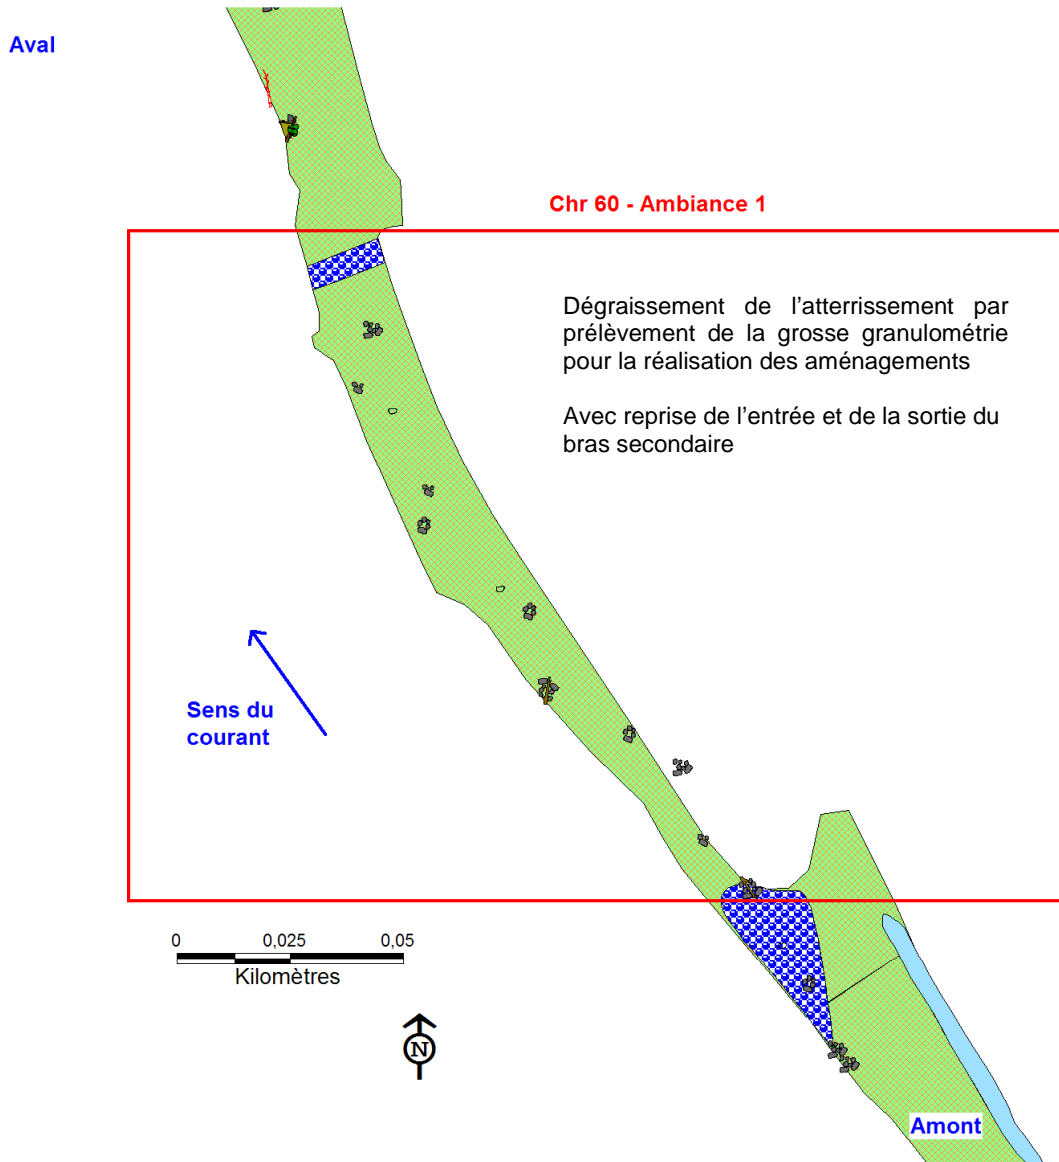 Aval
Chr 60 - Ambiance 1
Dégraissement de l'atterrissement par
prélèvement de la grosse granulométrie
pour la réalisation des aménagements
Avec reprise de l'entrée et de la sortie du
bras secondaire
Sens du
courant
0 0,025 0,05
Kilomètres
N
Amont